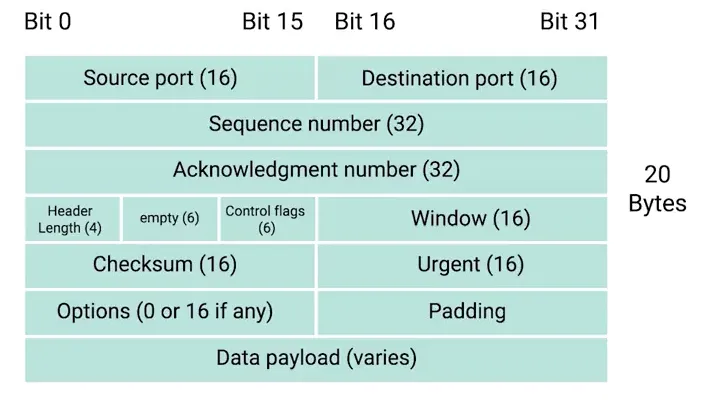 Bit 0 Bit 15 Bit 16 Bit 31
Source port (16) Destination port (16)
Sequence number (32)
Acknowledgment number (32)
20
Bytes
Header
Length (4)
empty (6)
Control flags
(6)
Window (16)
Checksum (16) Urgent (16)
Options (0 or 16 if any) Padding
Data payload (varies)